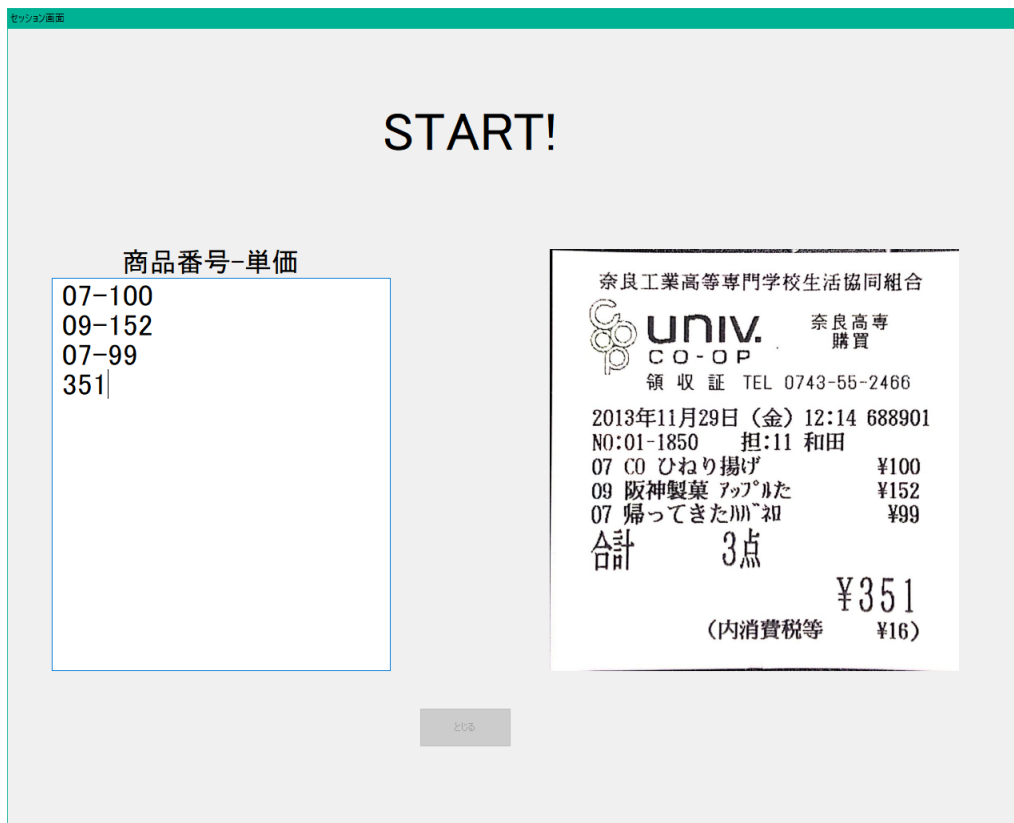 セッション画面
START!
商品番号-単価
07-100
09-152
07-99
351
奈良工業高等専門学校生活協同組合
coop
univ.
CO-OP
奈良高専
購買
領収証 TEL 0743-55-2466
2013年11月29日(金)12:14 688901
NO:01-1850 担:11 和田
07 CO ひねり揚げ ¥100
09 阪神製菓 アップルた ¥152
07 帰ってきたハバネロ ¥99
合計 3点
¥351
(内消費税等 ¥16)
とじる